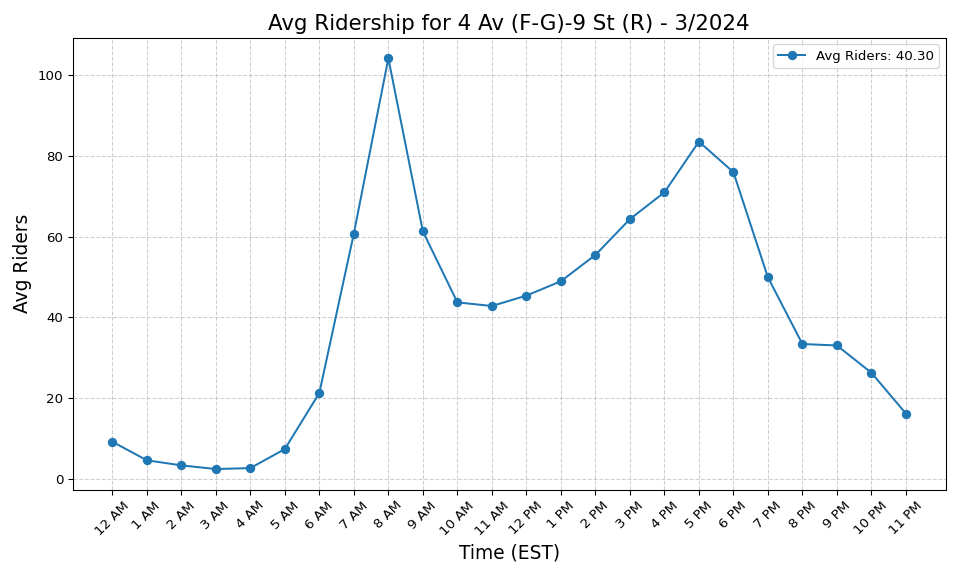 Avg Ridership for 4 Av (F-G)-9 St (R) - 3/2024
Avg Riders: 40.30
Avg Riders
100
80
60
40
20
0
12 AM
1 AM
2 AM
3 AM
4 AM
5 AM
6 AM
7 AM
8 AM
9 AM
10 AM
11 AM
12 PM
1 PM
2 PM
3 PM
4 PM
5 PM
6 PM
7 PM
8 PM
9 PM
10 PM
11 PM
Time (EST)